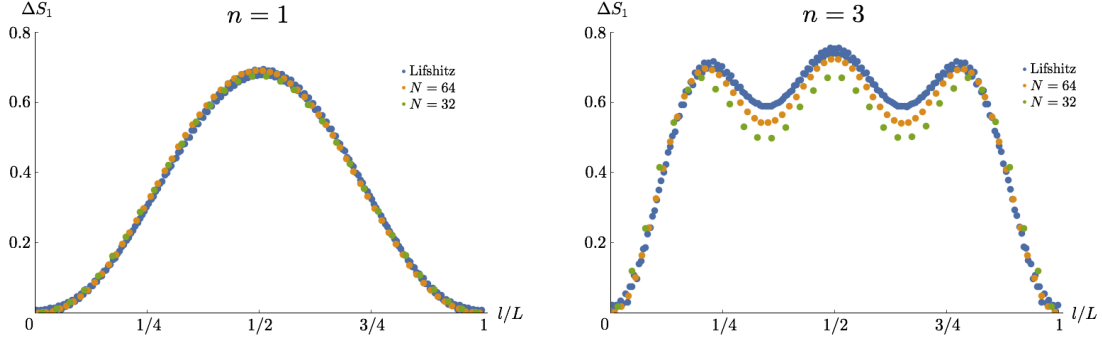 ΔS₁
n = 1
0.8
0.6
0.4
0.2
0
1/4
1/2
3/4
1
l/L
Lifshitz
N = 64
N = 32
ΔS₁
n = 3
0.8
0.6
0.4
0.2
0
1/4
1/2
3/4
1
l/L
Lifshitz
N = 64
N = 32